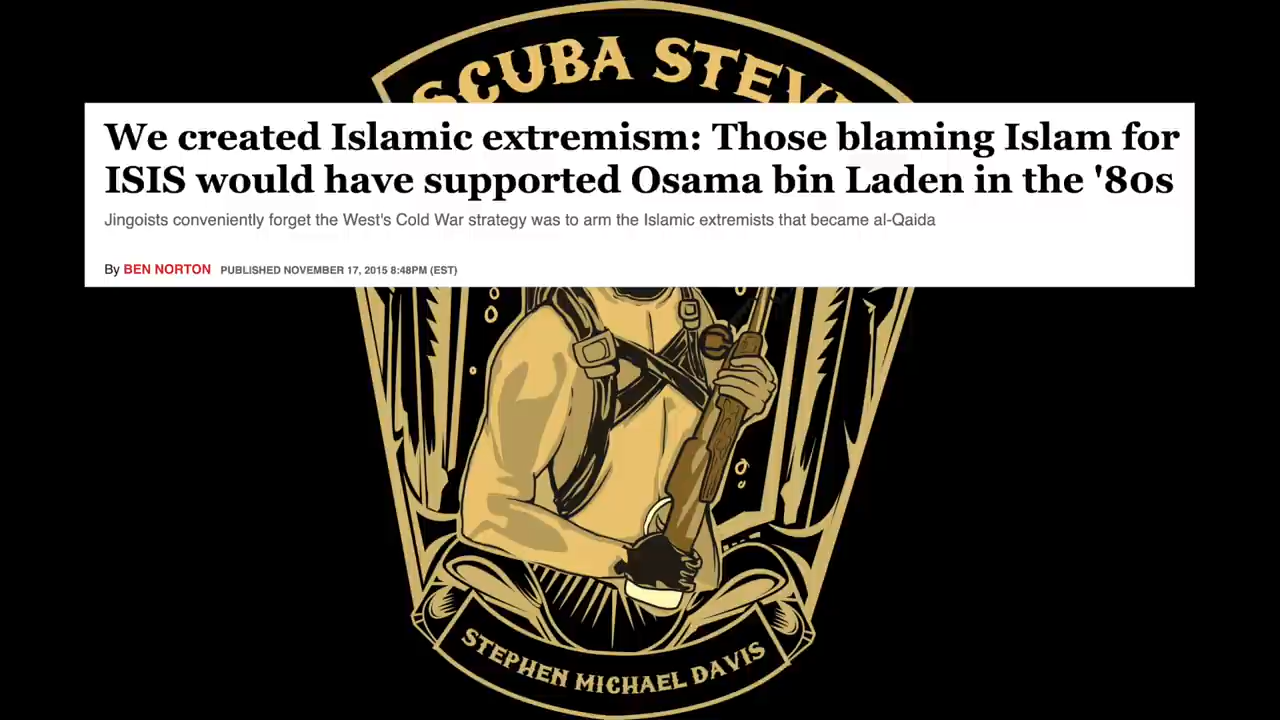 SCUBA STEV
We created Islamic extremism: Those blaming Islam for
ISIS would have supported Osama bin Laden in the '80s
Jingoists conveniently forget the West's Cold War strategy was to arm the Islamic extremists that became al-Qaida
By BEN NORTON PUBLISHED NOVEMBER 17, 2015 8:48PM (EST)
STEPHEN MICHAEL DAVIS